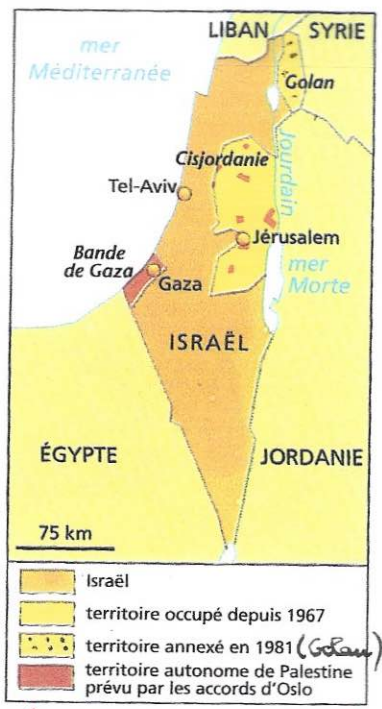 LIBAN SYRIE
mer
Méditerranée
Golan
Cisjordanie
Jourdain
Tel-Aviv
Jérusalem
Bande
de Gaza
Gaza
mer
Morte
ISRAËL
ÉGYPTE
JORDANIE
75 km
Israël
territoire occupé depuis 1967
territoire annexé en 1981 (Golan)
territoire autonome de Palestine
prévu par les accords d'Oslo